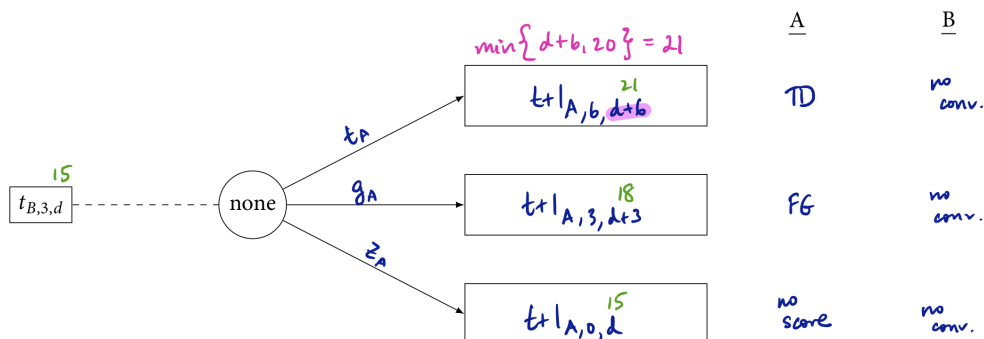 A B
min{d+6, 20} = 21
21
t+1_{A,6,d+6} TD no conv.
t_A
15
t_{B,3,d} none
g_A
18
t+1_{A,3,d+3} FG no conv.
z_A
15
t+1_{A,0,d} no score no conv.